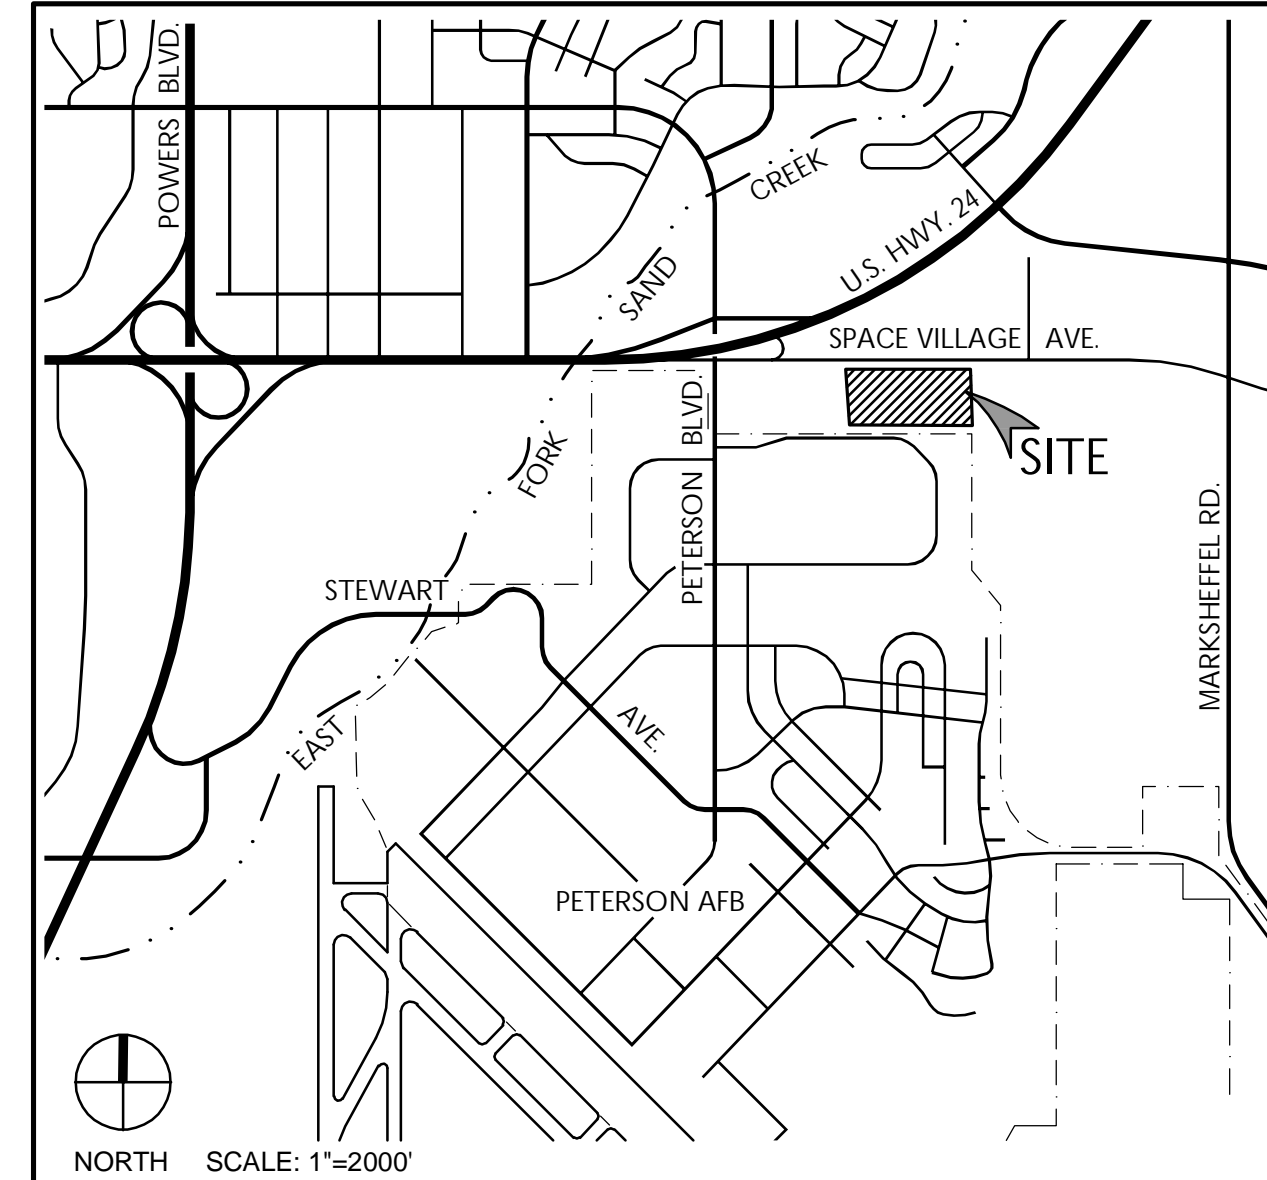 POWERS BLVD.
CREEK
SAND
U.S. HWY. 24
SPACE VILLAGE AVE.
PETERSON BLVD.
SITE
FORK
MARKSHEFFEL RD.
STEWART
AVE.
EAST
PETERSON AFB
NORTH
SCALE: 1"=2000'